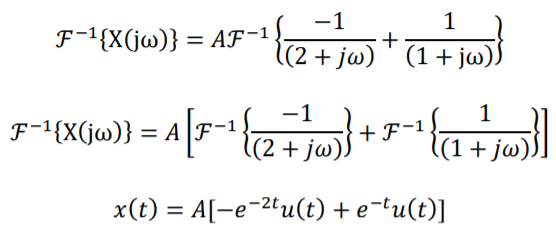 ℱ⁻¹{X(jω)} = Aℱ⁻¹{-1/(2 + jω) + 1/(1 + jω)}
ℱ⁻¹{X(jω)} = A[ℱ⁻¹{-1/(2 + jω)} + ℱ⁻¹{1/(1 + jω)}]
x(t) = A[-e⁻²ᵗu(t) + e⁻ᵗu(t)]